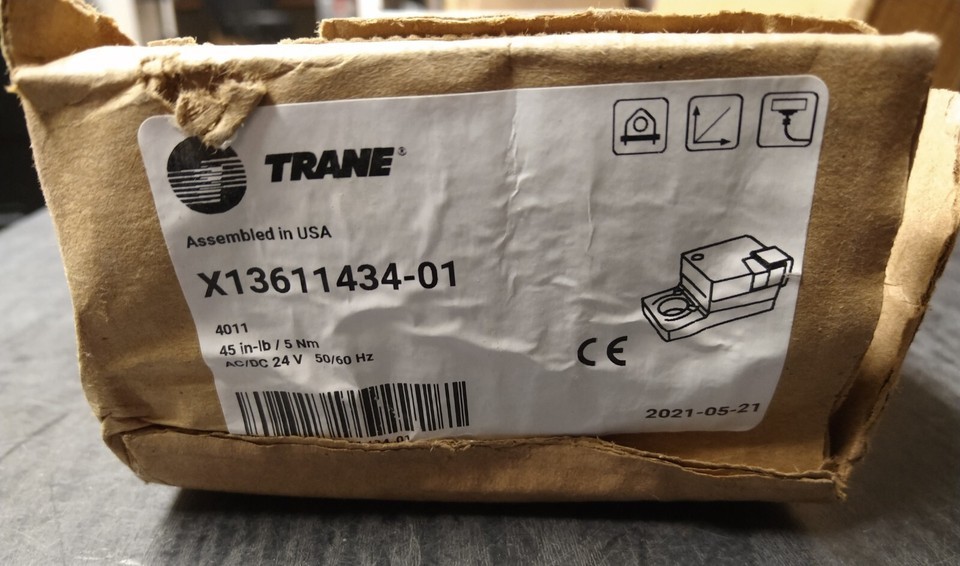 TRANE®
Assembled in USA
X13611434-01
4011
45 in-lb / 5 Nm
AC/DC 24 V 50/60 Hz
CE
2021-05-21